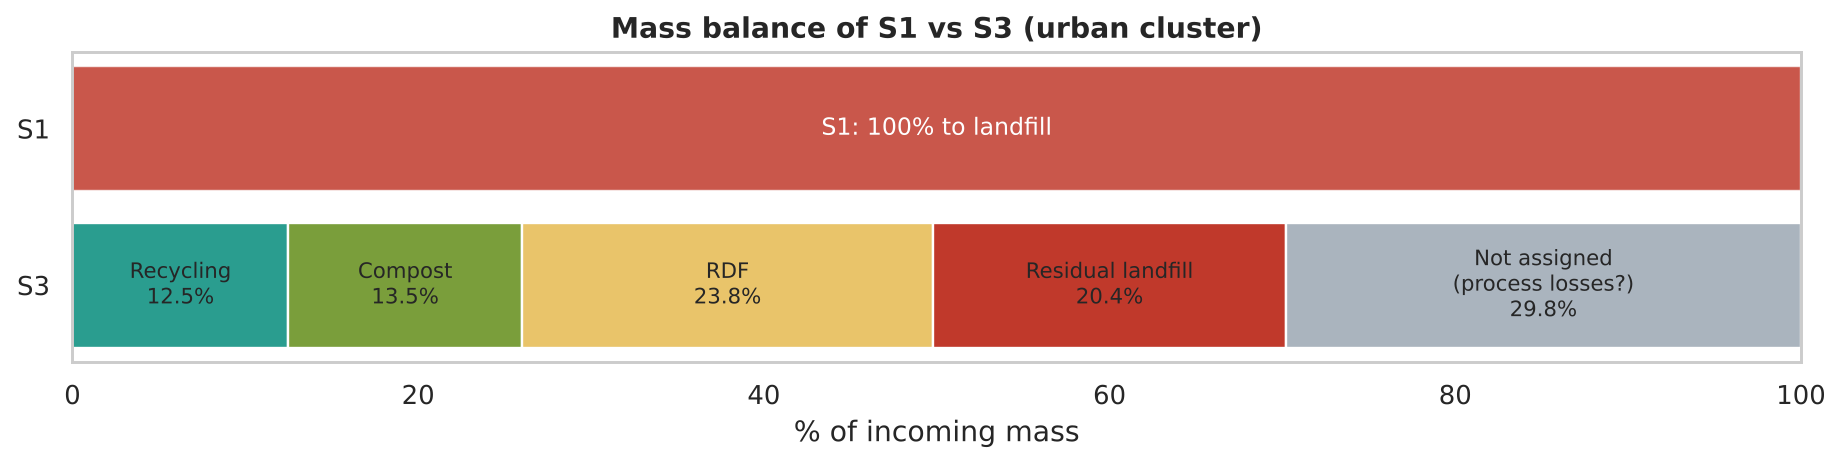 Mass balance of S1 vs S3 (urban cluster)
S1
S1: 100% to landfill
S3
Recycling
12.5%
Compost
13.5%
RDF
23.8%
Residual landfill
20.4%
Not assigned
(process losses?)
29.8%
0 20 40 60 80 100
% of incoming mass